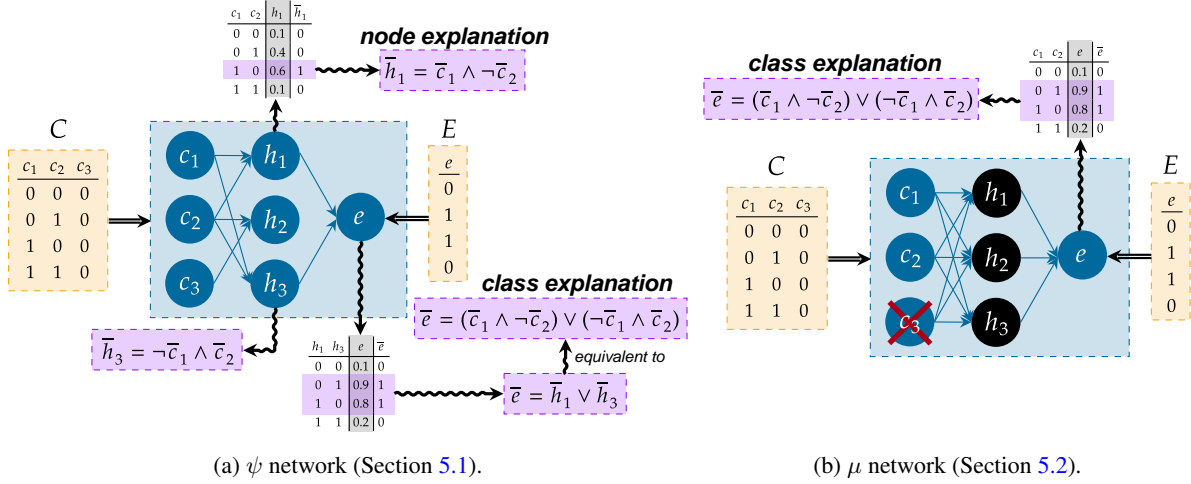 c₁ c₂ h₁ h̅₁
0 0 0.1 0
0 1 0.4 0
1 0 0.6 1
1 1 0.1 0
node explanation
h̅₁ = c̅₁ ∧ ¬c̅₂
C
c₁ c₂ c₃
0 0 0
0 1 0
1 0 0
1 1 0
c₁
c₂
c₃
h₁
h₂
h₃
e
E
e
0
1
1
0
h̅₃ = ¬c̅₁ ∧ c̅₂
h₁ h₃ e e̅
0 0 0.1 0
0 1 0.9 1
1 0 0.8 1
1 1 0.2 0
class explanation
e̅ = (c̅₁ ∧ ¬c̅₂) ∨ (¬c̅₁ ∧ c̅₂)
equivalent to
e̅ = h̅₁ ∨ h̅₃
(a) ψ network (Section 5.1).
class explanation
e̅ = (c̅₁ ∧ ¬c̅₂) ∨ (¬c̅₁ ∧ c̅₂)
c₁ c₂ e e̅
0 0 0.1 0
0 1 0.9 1
1 0 0.8 1
1 1 0.2 0
C
c₁ c₂ c₃
0 0 0
0 1 0
1 0 0
1 1 0
c₁
c₂
c₃
h₁
h₂
h₃
e
E
e
0
1
1
0
(b) μ network (Section 5.2).